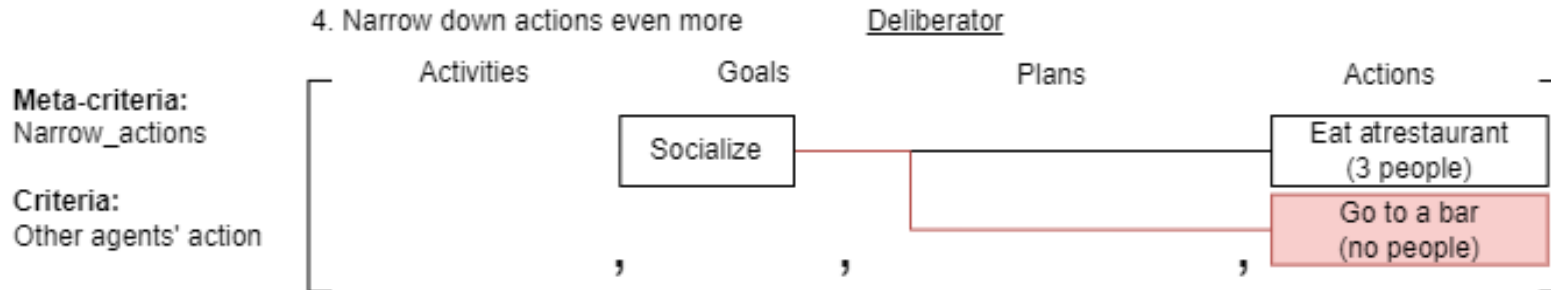 4. Narrow down actions even more Deliberator
Activities Goals Plans Actions
Meta-criteria:
Narrow_actions
Socialize
Eat atrestaurant
(3 people)
Criteria:
Other agents' action
Go to a bar
(no people)
, , ,